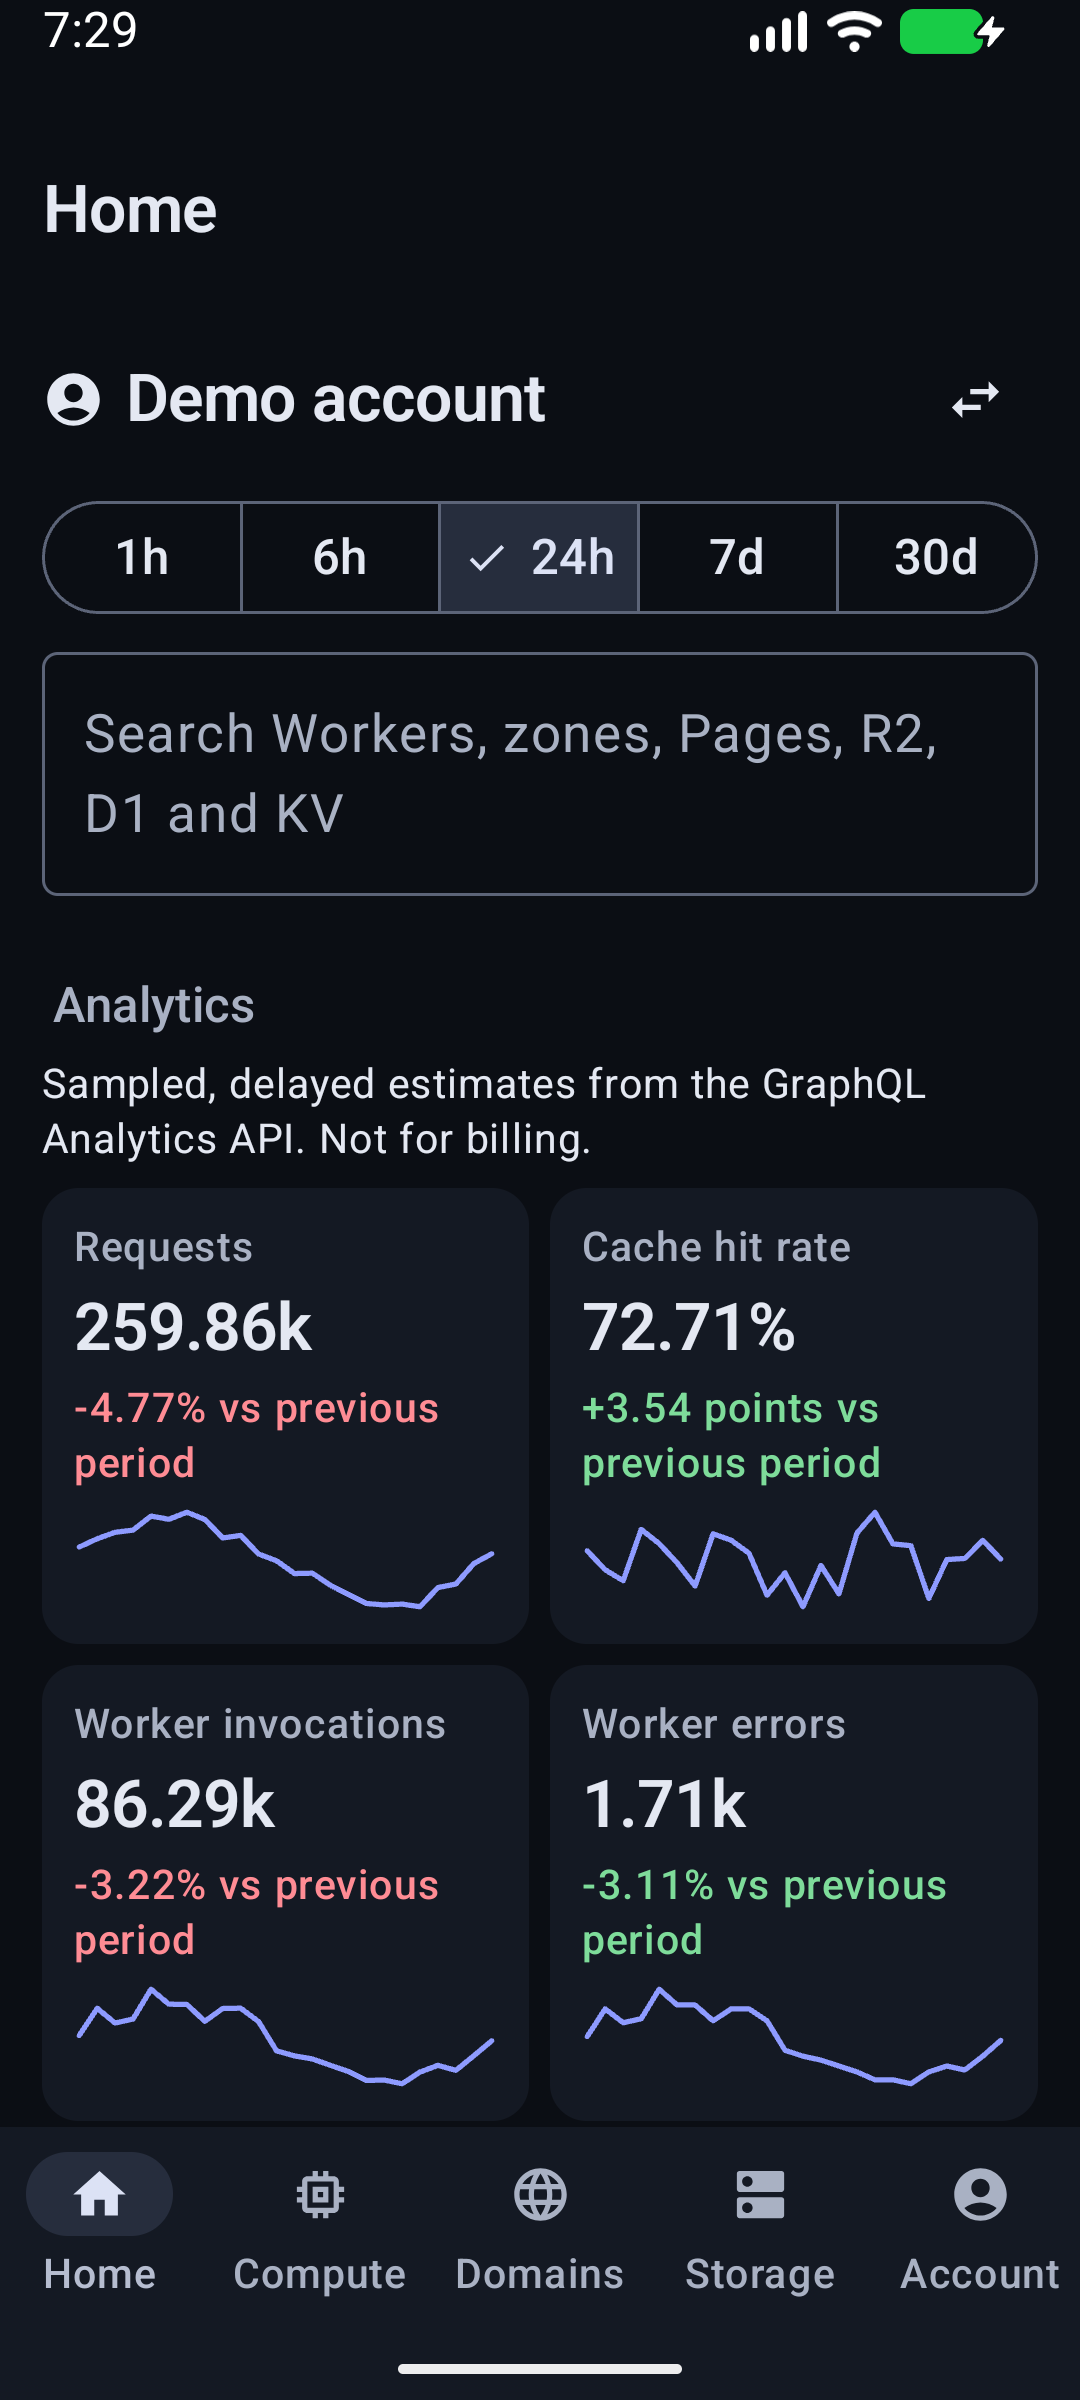 7:29
Home
Demo account
1h
6h
24h
7d
30d
Search Workers, zones, Pages, R2,
D1 and KV
Analytics
Sampled, delayed estimates from the GraphQL
Analytics API. Not for billing.
Requests
259.86k
-4.77% vs previous
period
Cache hit rate
72.71%
+3.54 points vs
previous period
Worker invocations
86.29k
-3.22% vs previous
period
Worker errors
1.71k
-3.11% vs previous
period
Home
Compute
Domains
Storage
Account